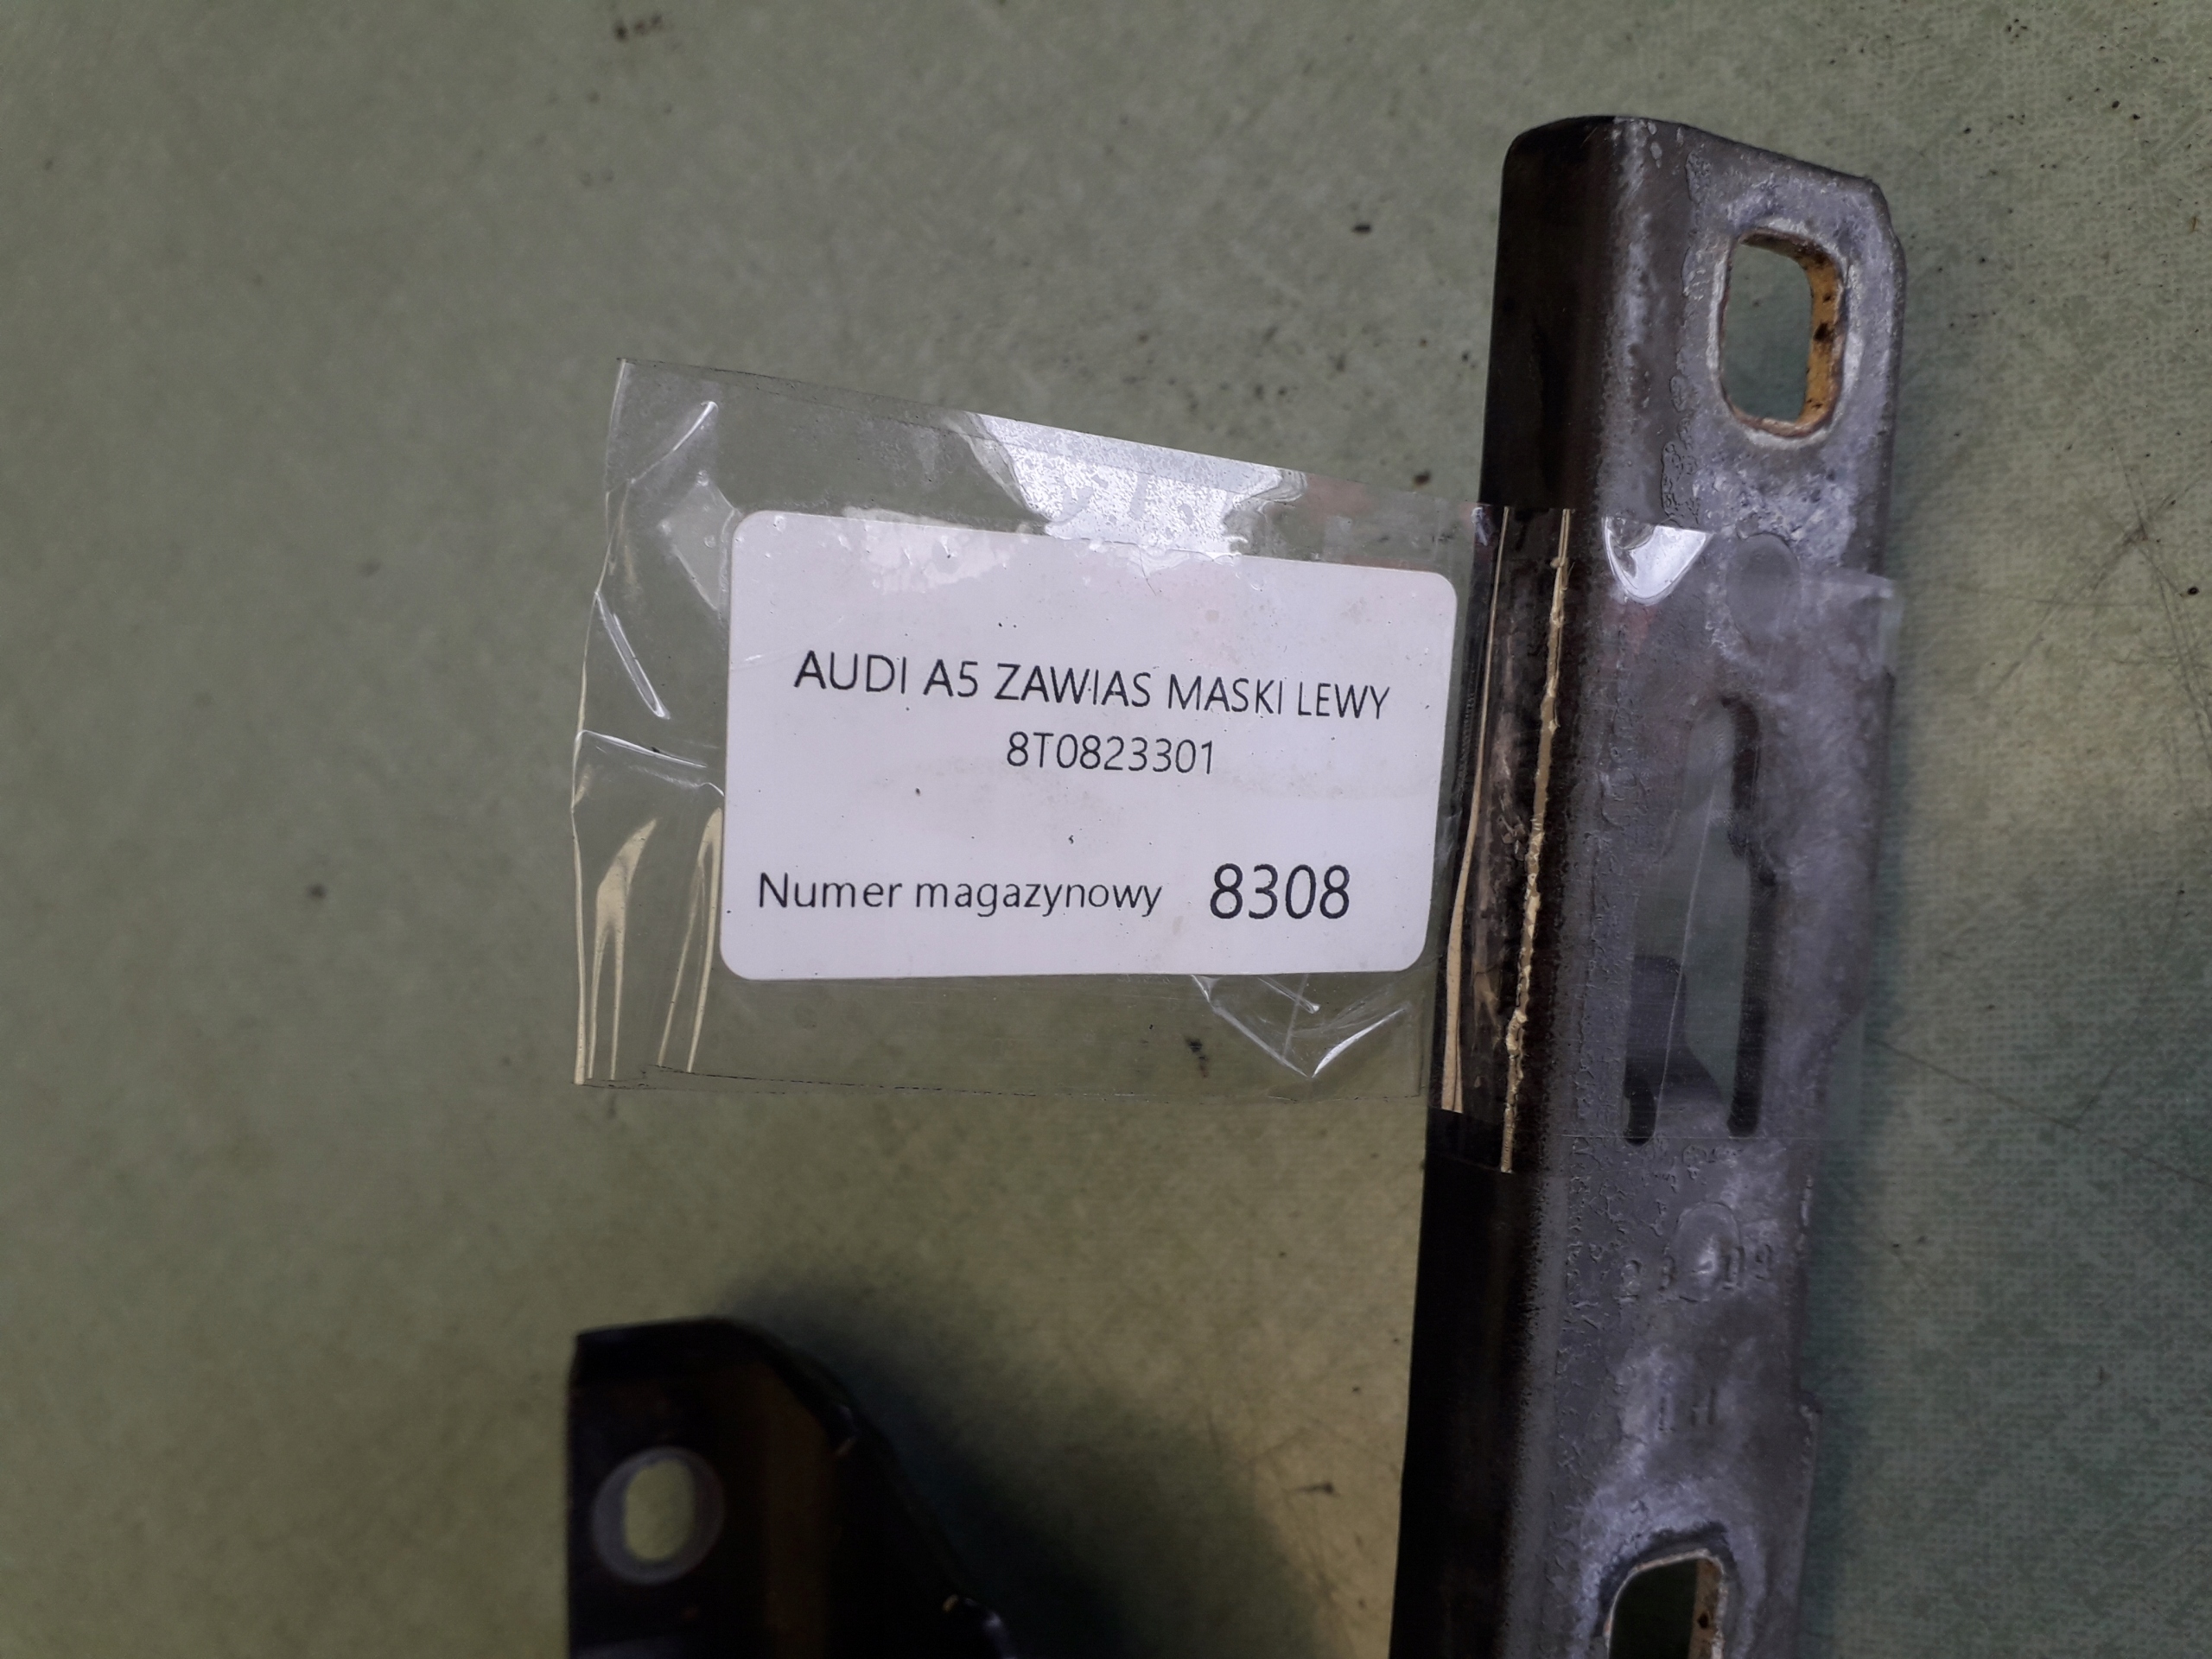 AUDI A5 ZAWIAS MASKI LEWY
8T0823301
Numer magazynowy 8308